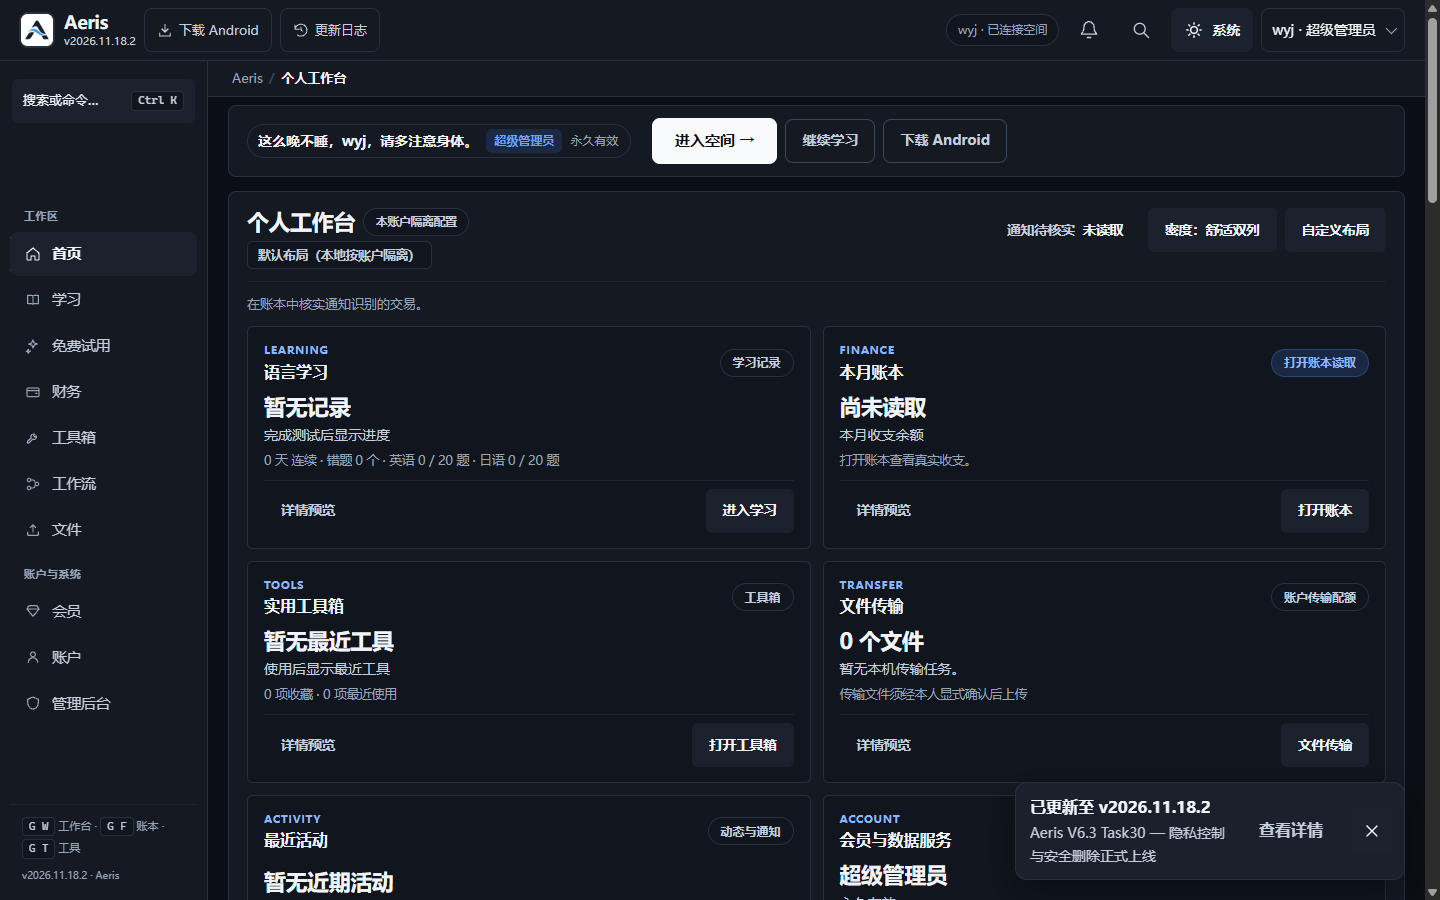 Aeris
v2026.11.18.2
下载 Android
更新日志
wyj · 已连接空间
系统
wyj · 超级管理员
搜索或命令...
Ctrl K
Aeris / 个人工作台
这么晚不睡，wyj，请多注意身体。
超级管理员
永久有效
进入空间 →
继续学习
下载 Android
工作区
首页
学习
免费试用
财务
工具箱
工作流
文件
账户与系统
会员
账户
管理后台
G W 工作台 · G F 账本 ·
G T 工具
v2026.11.18.2 · Aeris
个人工作台
本账户隔离配置
默认布局（本地按账户隔离）
通知待核实 未读取
密度：舒适双列
自定义布局
在账本中核实通知识别的交易。
LEARNING
语言学习
学习记录
暂无记录
完成测试后显示进度
0 天 连续 · 错题 0 个 · 英语 0 / 20 题 · 日语 0 / 20 题
详情预览
进入学习
FINANCE
本月账本
打开账本读取
尚未读取
本月收支余额
打开账本查看真实收支。
详情预览
打开账本
TOOLS
实用工具箱
工具箱
暂无最近工具
使用后显示最近工具
0 项收藏 · 0 项最近使用
详情预览
打开工具箱
TRANSFER
文件传输
账户传输配额
0 个文件
暂无本机传输任务。
传输文件须经本人显式确认后上传
详情预览
文件传输
ACTIVITY
最近活动
动态与通知
暂无近期活动
ACCOUNT
会员与数据服务
超级管理员
已更新至 v2026.11.18.2
Aeris V6.3 Task30 — 隐私控制
与安全删除正式上线
查看详情